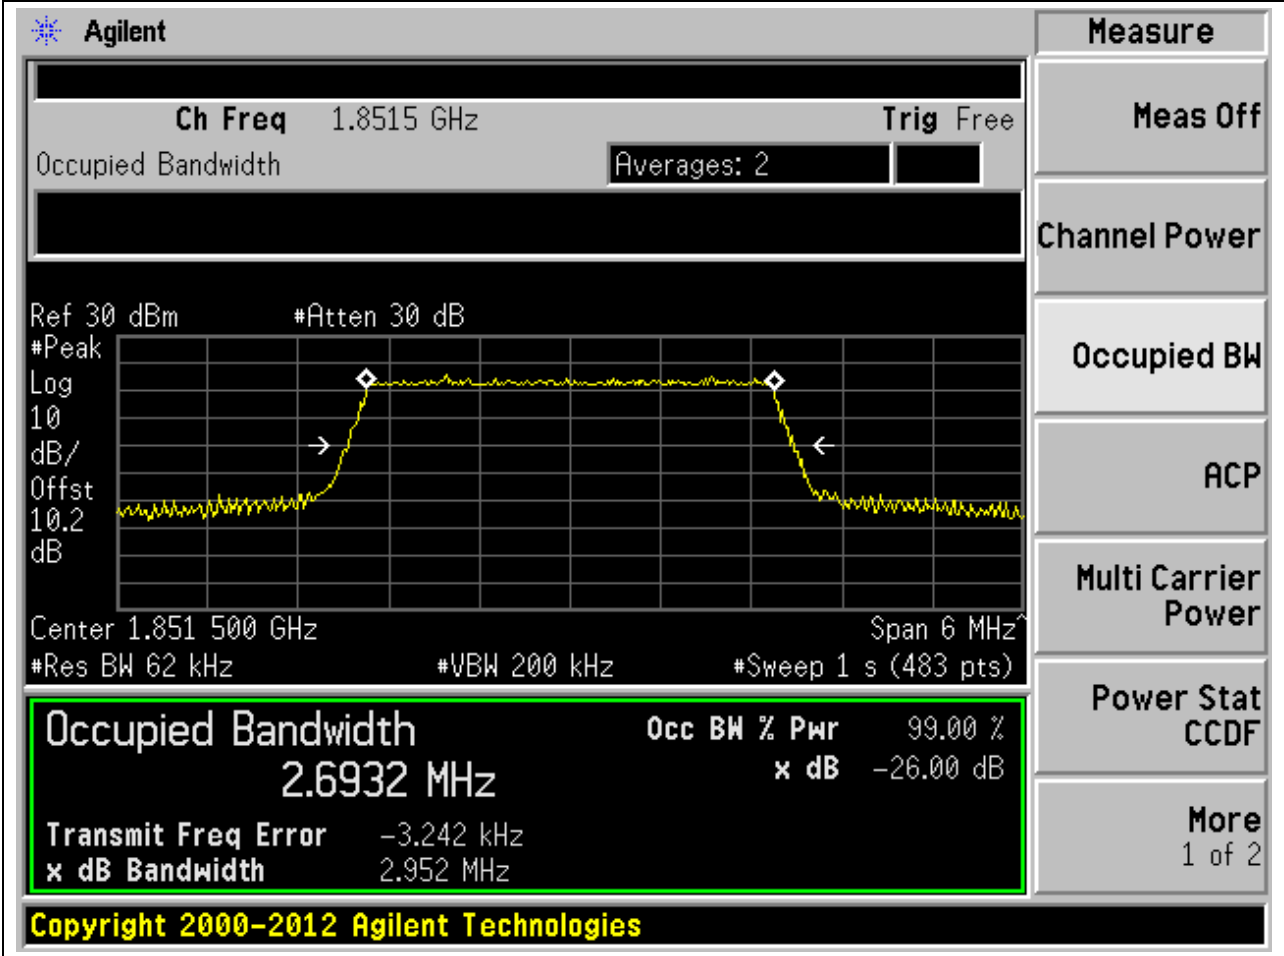 Agilent
Measure
Ch Freq 1.8515 GHz Trig Free
Occupied Bandwidth Averages: 2
Meas Off
Channel Power
Occupied BW
ACP
Multi Carrier
Power
Power Stat
CCDF
More
1 of 2
Ref 30 dBm #Atten 30 dB
#Peak
Log
10
dB/
Offst
10.2
dB
Center 1.851 500 GHz Span 6 MHz^
#Res BW 62 kHz #VBW 200 kHz #Sweep 1 s (483 pts)
Occupied Bandwidth Occ BW % Pwr 99.00 %
2.6932 MHz x dB -26.00 dB
Transmit Freq Error -3.242 kHz
x dB Bandwidth 2.952 MHz
Copyright 2000-2012 Agilent Technologies